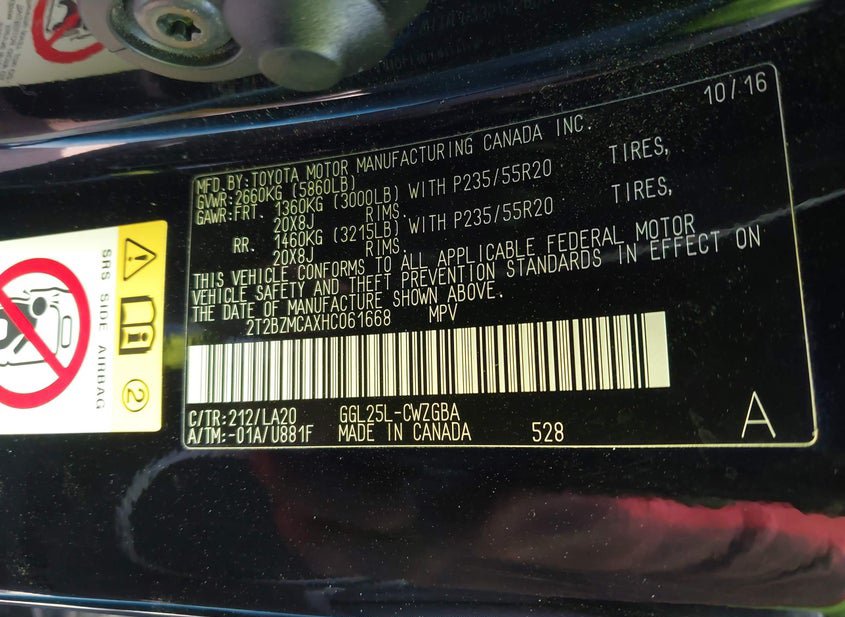 10/16
MFD.BY:TOYOTA MOTOR MANUFACTURING CANADA INC.
GVWR:2660KG (5860LB)
GAWR:FRT. 1360KG (3000LB) WITH P235/55R20 TIRES,
20X8J RIMS.
RR. 1460KG (3215LB) WITH P235/55R20 TIRES,
20X8J RIMS.
THIS VEHICLE CONFORMS TO ALL APPLICABLE FEDERAL MOTOR
VEHICLE SAFETY AND THEFT PREVENTION STANDARDS IN EFFECT ON
THE DATE OF MANUFACTURE SHOWN ABOVE.
2T2BZMCAXHC061668 MPV
C/TR:212/LA20 GGL25L-CWZGBA
A/TM:-01A/U881F MADE IN CANADA 528
A
SRS SIDE AIRBAG
2